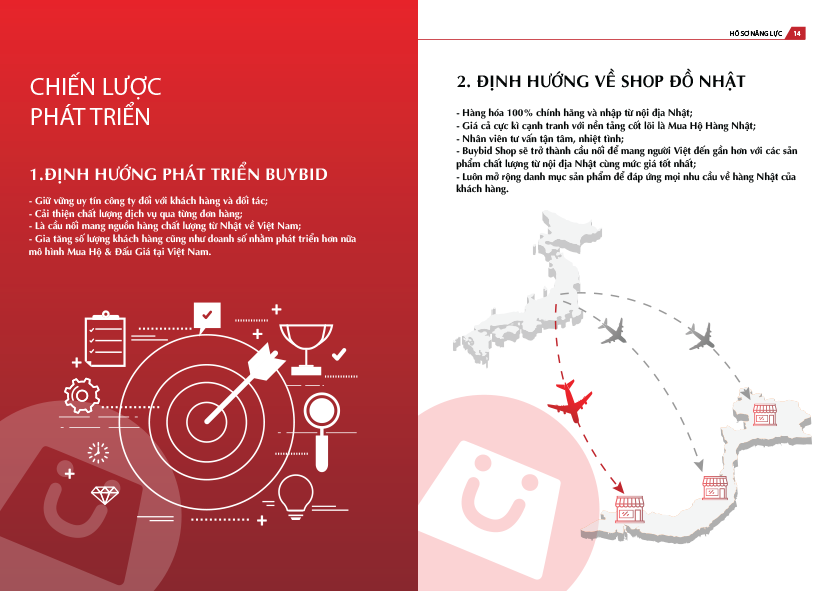 CHIẾN LƯỢC
PHÁT TRIỂN
1.ĐỊNH HƯỚNG PHÁT TRIỂN BUYBID
- Giữ vững uy tín công ty đối với khách hàng và đối tác;
- Cải thiện chất lượng dịch vụ qua từng đơn hàng;
- Là cầu nối mang nguồn hàng chất lượng từ Nhật về Việt Nam;
- Gia tăng số lượng khách hàng cũng như doanh số nhằm phát triển hơn nữa
mô hình Mua Hộ & Đấu Giá tại Việt Nam.
HỒ SƠ NĂNG LỰC 14
2. ĐỊNH HƯỚNG VỀ SHOP ĐỒ NHẬT
- Hàng hóa 100% chính hãng và nhập từ nội địa Nhật;
- Giá cả cực kì cạnh tranh với nền tảng cốt lõi là Mua Hộ Hàng Nhật;
- Nhân viên tư vấn tận tâm, nhiệt tình;
- Buybid Shop sẽ trở thành cầu nối để mang người Việt đến gần hơn với các sản
phẩm chất lượng từ nội địa Nhật cùng mức giá tốt nhất;
- Luôn mở rộng danh mục sản phẩm để đáp ứng mọi nhu cầu về hàng Nhật của
khách hàng.